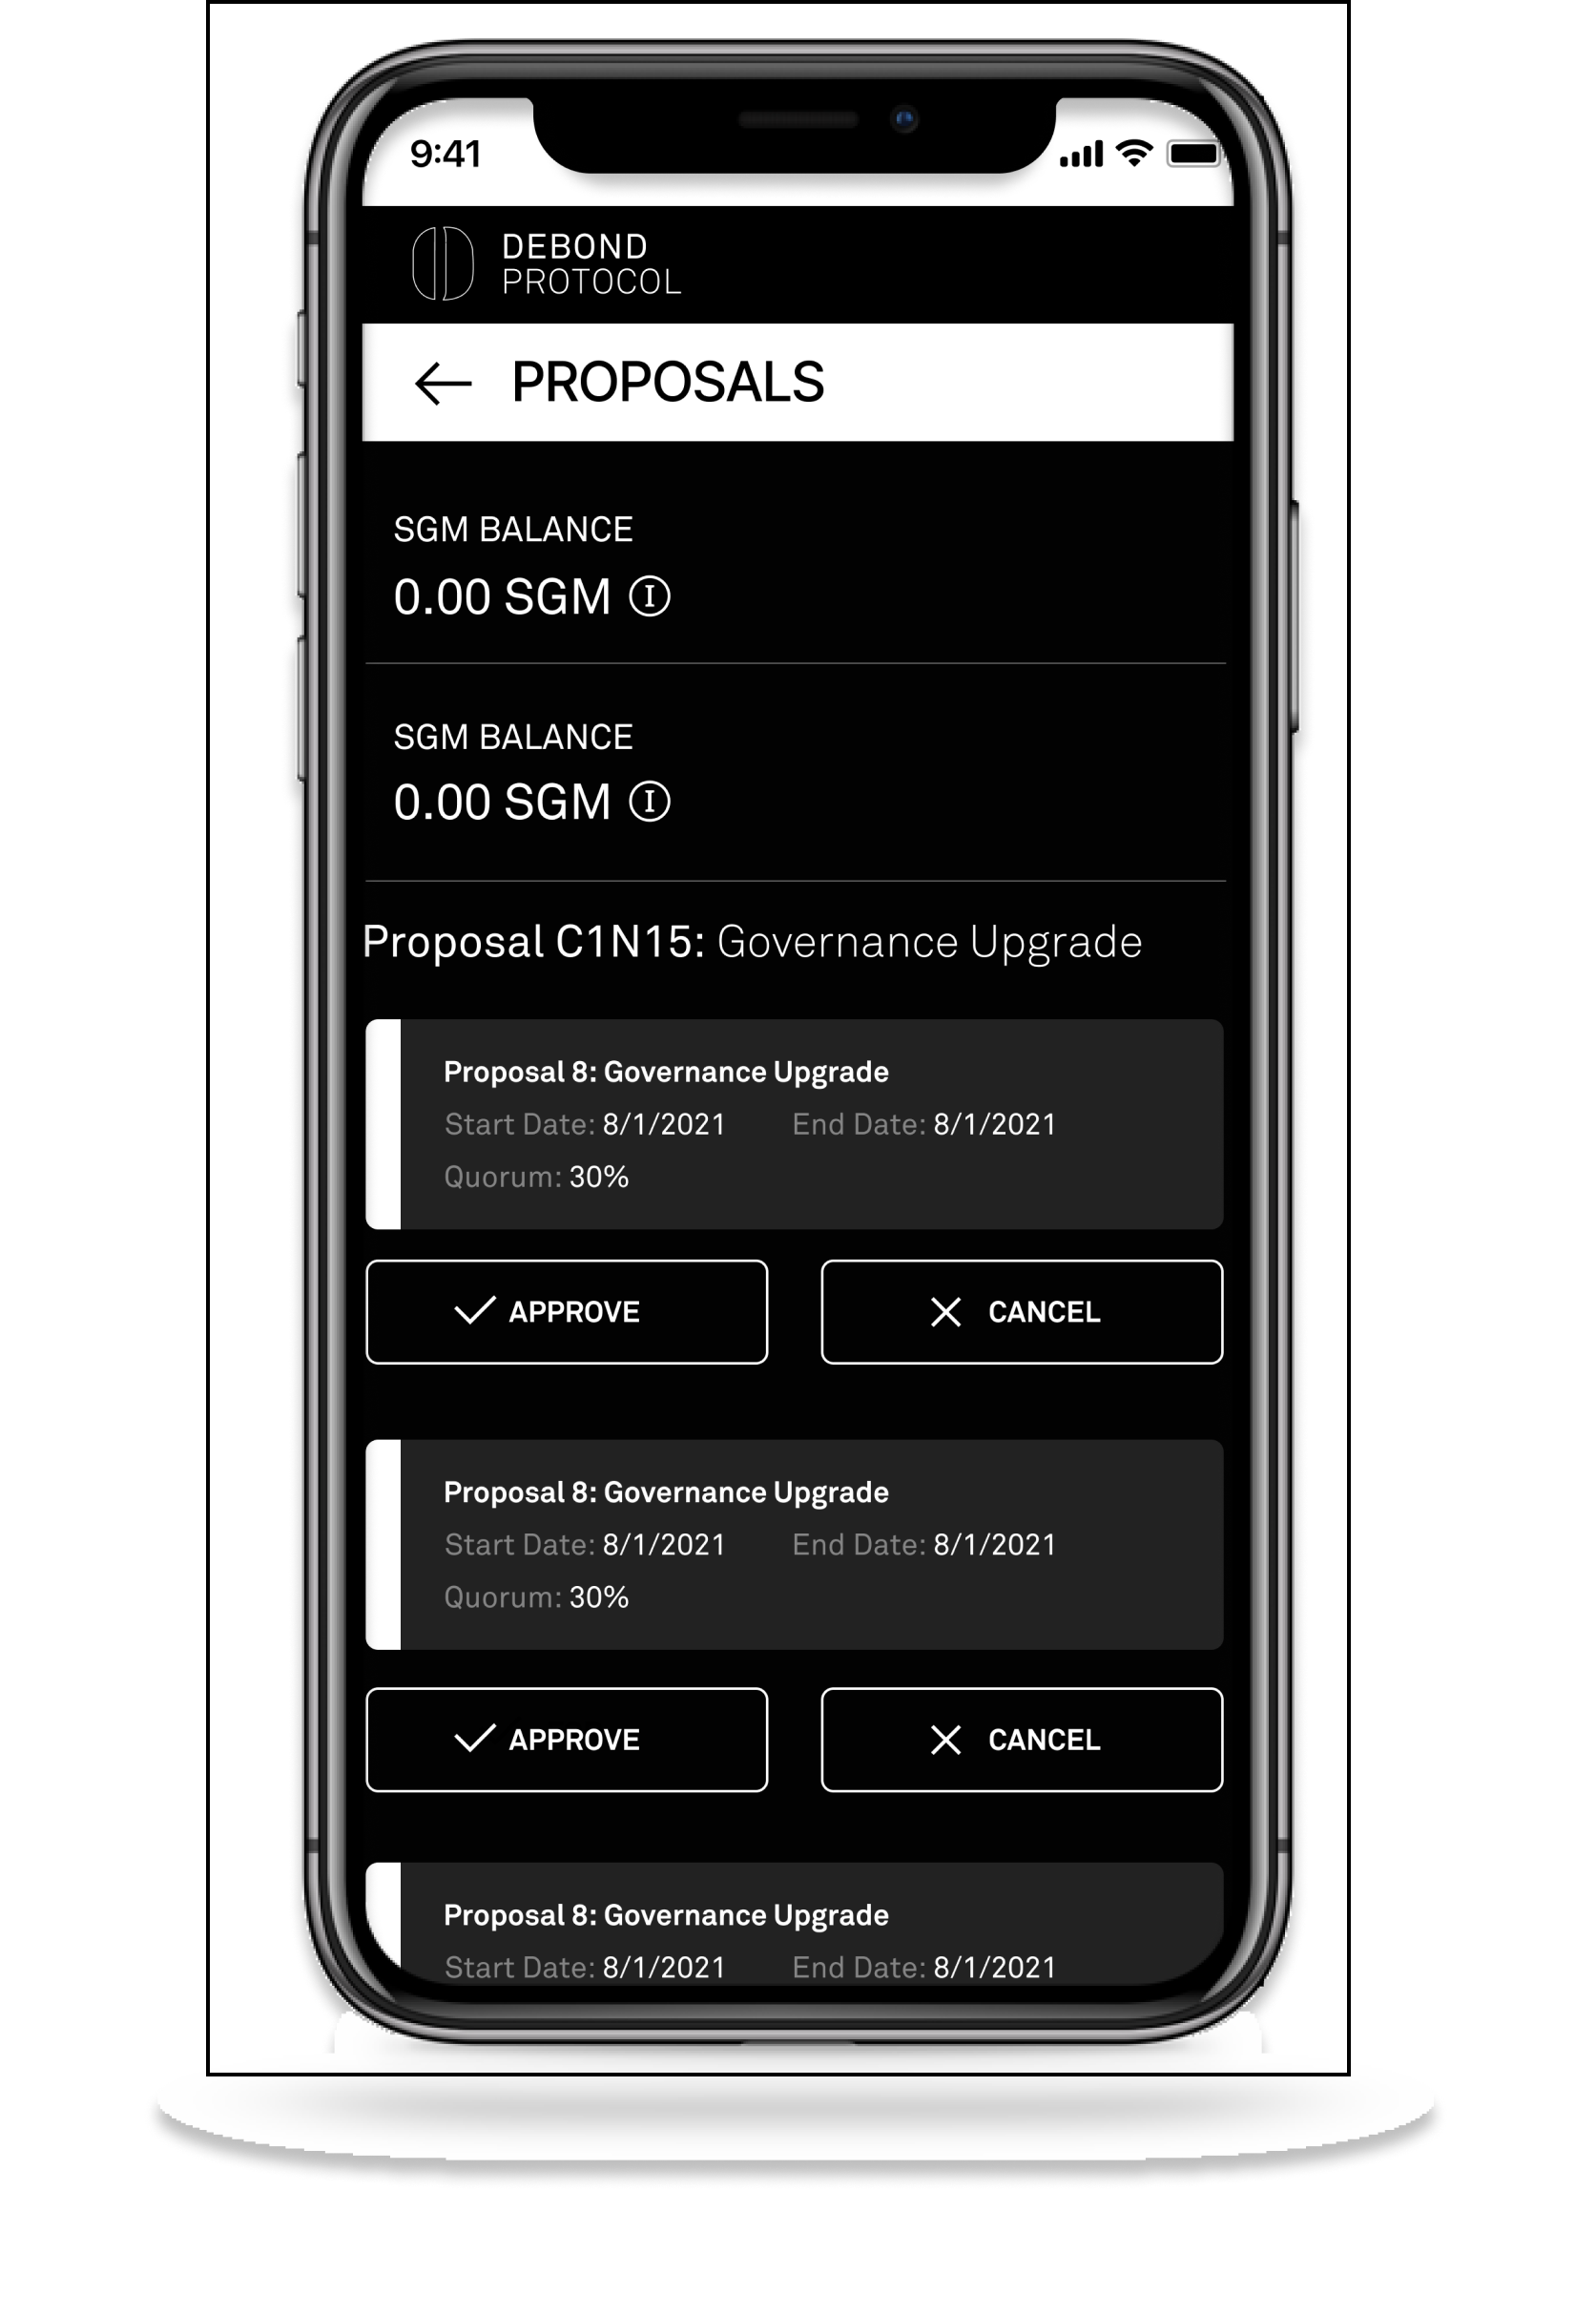 9:41
DEBOND
PROTOCOL
PROPOSALS
SGM BALANCE
0.00 SGM I
SGM BALANCE
0.00 SGM I
Proposal C1N15: Governance Upgrade
Proposal 8: Governance Upgrade
Start Date: 8/1/2021 End Date: 8/1/2021
Quorum: 30%
APPROVE CANCEL
Proposal 8: Governance Upgrade
Start Date: 8/1/2021 End Date: 8/1/2021
Quorum: 30%
APPROVE CANCEL
Proposal 8: Governance Upgrade
Start Date: 8/1/2021 End Date: 8/1/2021